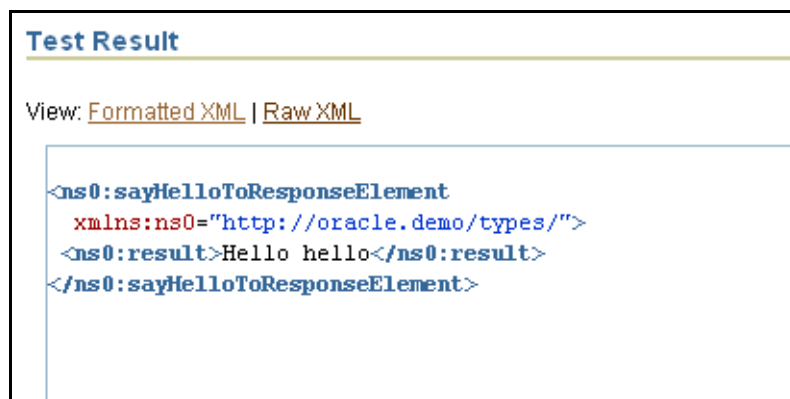 Test Result
View: Formatted XML | Raw XML
<ns0:sayHelloToResponseElement
xmlns:ns0="http://oracle.demo/types/">
<ns0:result>Hello hello</ns0:result>
</ns0:sayHelloToResponseElement>